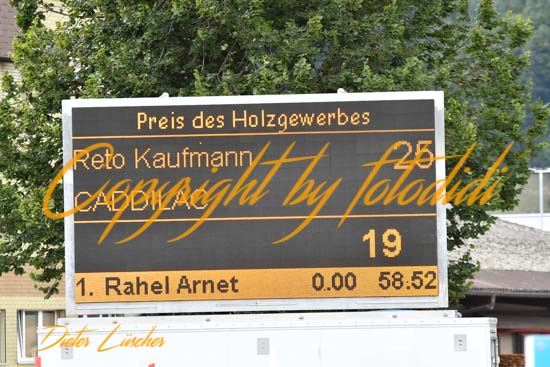 Preis des Holzgewerbes
Reto Kaufmann 25
CADDILAC
Copyright by fotodidi
19
1. Rahel Arnet 0.00 58.52
Dieter Lüscher